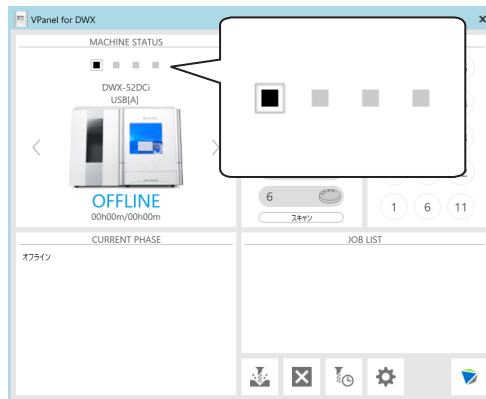 VPanel for DWX
x
MACHINE STATUS
DWX-52DCi
USB[A]
OFFLINE
00h00m/00h00m
6
スキャン
1 6 11
CURRENT PHASE
オフライン
JOB LIST